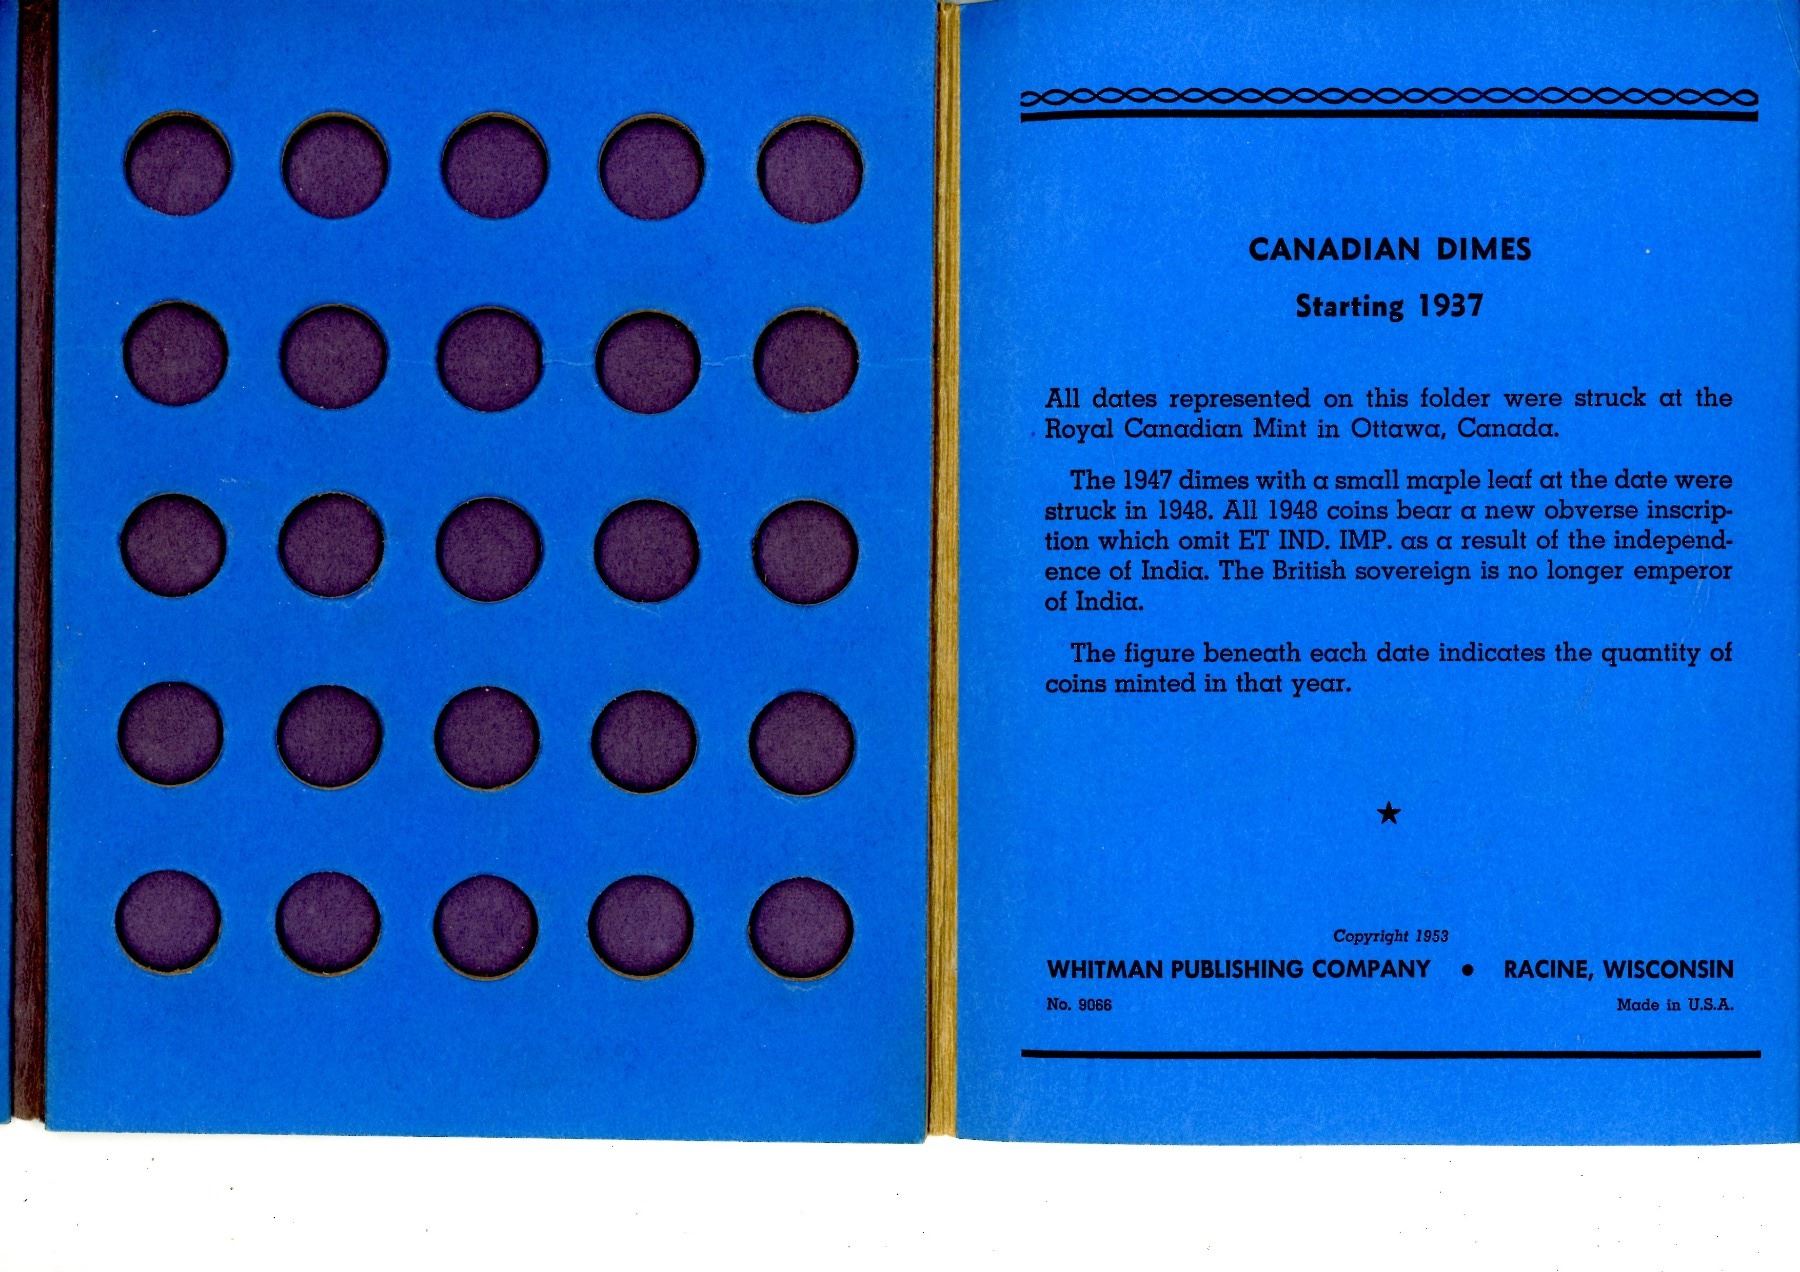 CANADIAN DIMES
Starting 1937
All dates represented on this folder were struck at the
Royal Canadian Mint in Ottawa, Canada.
The 1947 dimes with a small maple leaf at the date were
struck in 1948. All 1948 coins bear a new obverse inscrip-
tion which omit ET IND. IMP. as a result of the independ-
ence of India. The British sovereign is no longer emperor
of India.
The figure beneath each date indicates the quantity of
coins minted in that year.
Copyright 1953
WHITMAN PUBLISHING COMPANY • RACINE, WISCONSIN
No. 9066 Made in U.S.A.